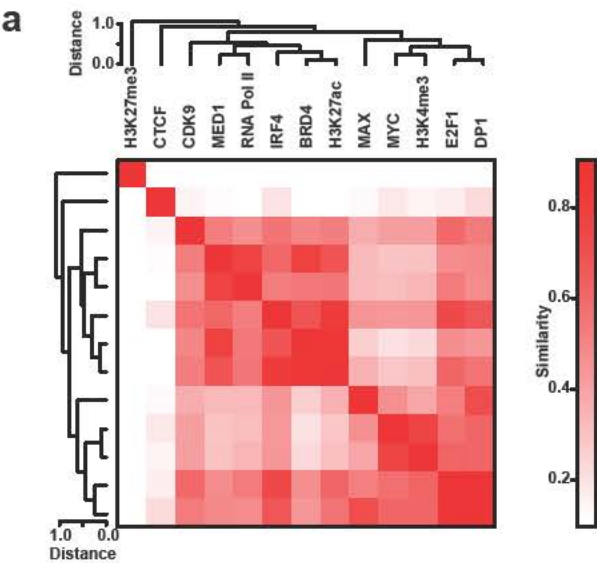 a
Distance
1.0
0.0
H3K27me3
CTCF
CDK9
MED1
RNA Pol II
IRF4
BRD4
H3K27ac
MAX
MYC
H3K4me3
E2F1
DP1
0.8
0.6
0.4
0.2
Similarity
1.0 0.0
Distance